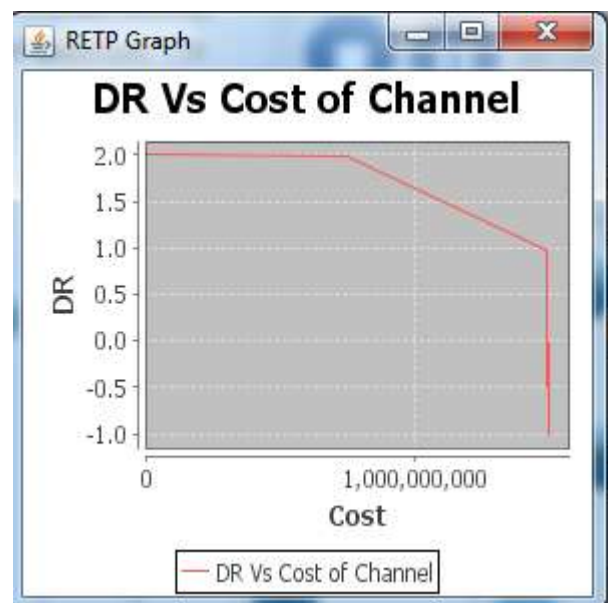 RETP Graph
DR Vs Cost of Channel
2.0
1.5
1.0
0.5
0.0
-0.5
-1.0
DR
0 1,000,000,000
Cost
DR Vs Cost of Channel